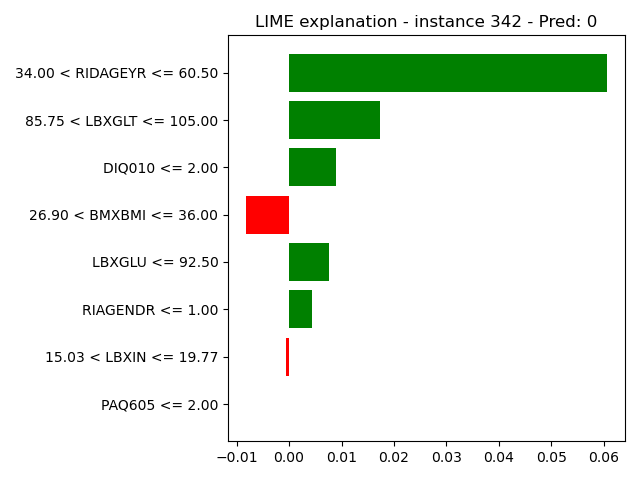 LIME explanation - instance 342 - Pred: 0
34.00 < RIDAGEYR <= 60.50
85.75 < LBXGLT <= 105.00
DIQ010 <= 2.00
26.90 < BMXBMI <= 36.00
LBXGLU <= 92.50
RIAGENDR <= 1.00
15.03 < LBXIN <= 19.77
PAQ605 <= 2.00
−0.01 0.00 0.01 0.02 0.03 0.04 0.05 0.06